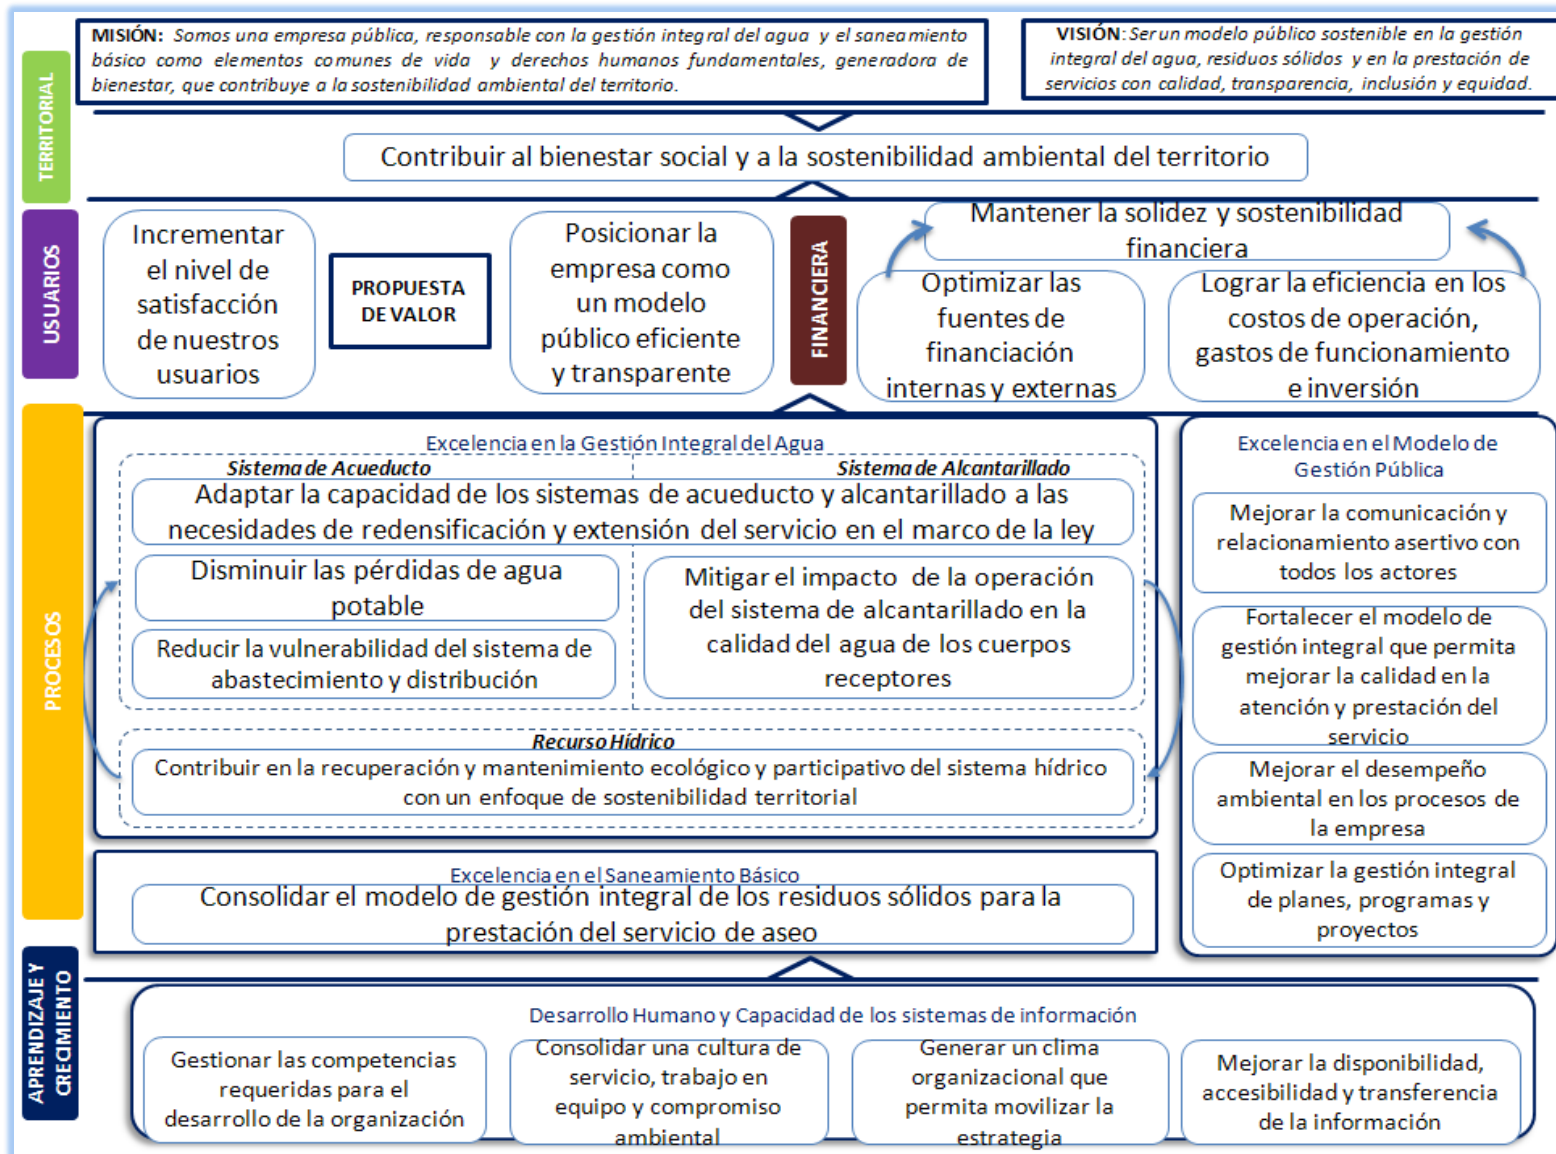 MISIÓN: Somos una empresa pública, responsable con la gestión integral del agua y el saneamiento
básico como elementos comunes de vida y derechos humanos fundamentales, generadora de
bienestar, que contribuye a la sostenibilidad ambiental del territorio.
VISIÓN: Ser un modelo público sostenible en la gestión
integral del agua, residuos sólidos y en la prestación de
servicios con calidad, transparencia, inclusión y equidad.
TERRITORIAL
Contribuir al bienestar social y a la sostenibilidad ambiental del territorio
USUARIOS
Incrementar
el nivel de
satisfacción
de nuestros
usuarios
PROPUESTA
DE VALOR
Posicionar la
empresa como
un modelo
público eficiente
y transparente
FINANCIERA
Mantener la solidez y sostenibilidad
financiera
Optimizar las
fuentes de
financiación
internas y externas
Lograr la eficiencia en los
costos de operación,
gastos de funcionamiento
e inversión
PROCESOS
Excelencia en la Gestión Integral del Agua
Sistema de Acueducto
Sistema de Alcantarillado
Adaptar la capacidad de los sistemas de acueducto y alcantarillado a las
necesidades de redensificación y extensión del servicio en el marco de la ley
Disminuir las pérdidas de agua
potable
Reducir la vulnerabilidad del sistema de
abastecimiento y distribución
Mitigar el impacto de la operación
del sistema de alcantarillado en la
calidad del agua de los cuerpos
receptores
Recurso Hídrico
Contribuir en la recuperación y mantenimiento ecológico y participativo del sistema hídrico
con un enfoque de sostenibilidad territorial
Excelencia en el Saneamiento Básico
Consolidar el modelo de gestión integral de los residuos sólidos para la
prestación del servicio de aseo
Excelencia en el Modelo de
Gestión Pública
Mejorar la comunicación y
relacionamiento asertivo con
todos los actores
Fortalecer el modelo de
gestión integral que permita
mejorar la calidad en la
atención y prestación del
servicio
Mejorar el desempeño
ambiental en los procesos de
la empresa
Optimizar la gestión integral
de planes, programas y
proyectos
APRENDIZAJE Y
CRECIMIENTO
Desarrollo Humano y Capacidad de los sistemas de información
Gestionar las competencias
requeridas para el
desarrollo de la organización
Consolidar una cultura de
servicio, trabajo en
equipo y compromiso
ambiental
Generar un clima
organizacional que
permita movilizar la
estrategia
Mejorar la disponibilidad,
accesibilidad y transferencia
de la información